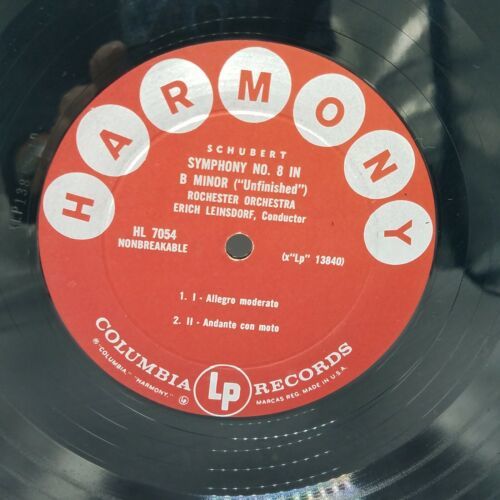 HARMONY
SCHUBERT
SYMPHONY NO. 8 IN
B MINOR ("Unfinished")
ROCHESTER ORCHESTRA
ERICH LEINSDORF, Conductor
HL 7054
NONBREAKABLE
(x"Lp" 13840)
1. I - Allegro moderato
2. II - Andante con moto
COLUMBIA Lp RECORDS
® "COLUMBIA," "HARMONY,"
MARCAS REG. MADE IN U.S.A.